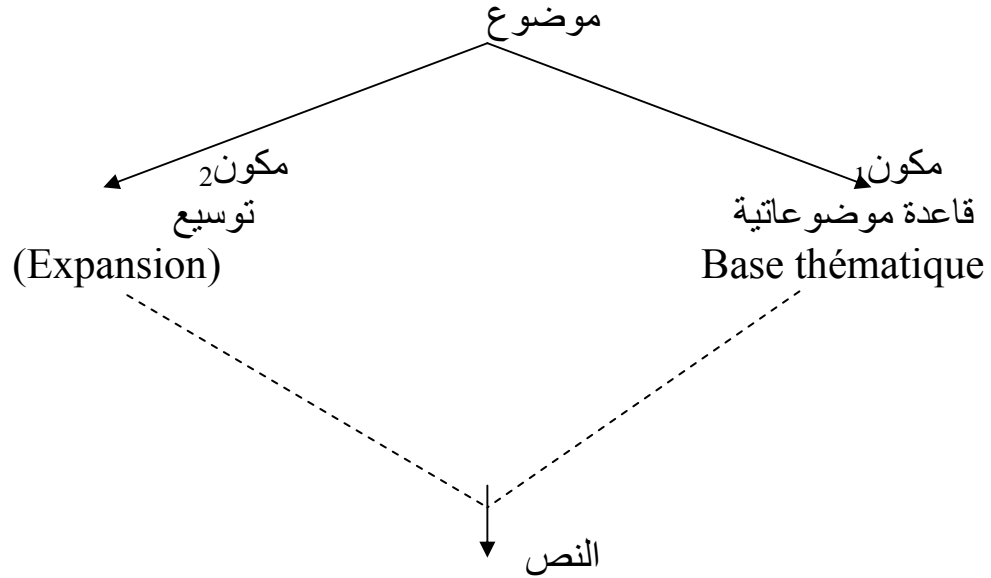 موضوع
مكون1
قاعدة موضوعاتية
Base thématique
مكون2
توسيع
(Expansion)
النص